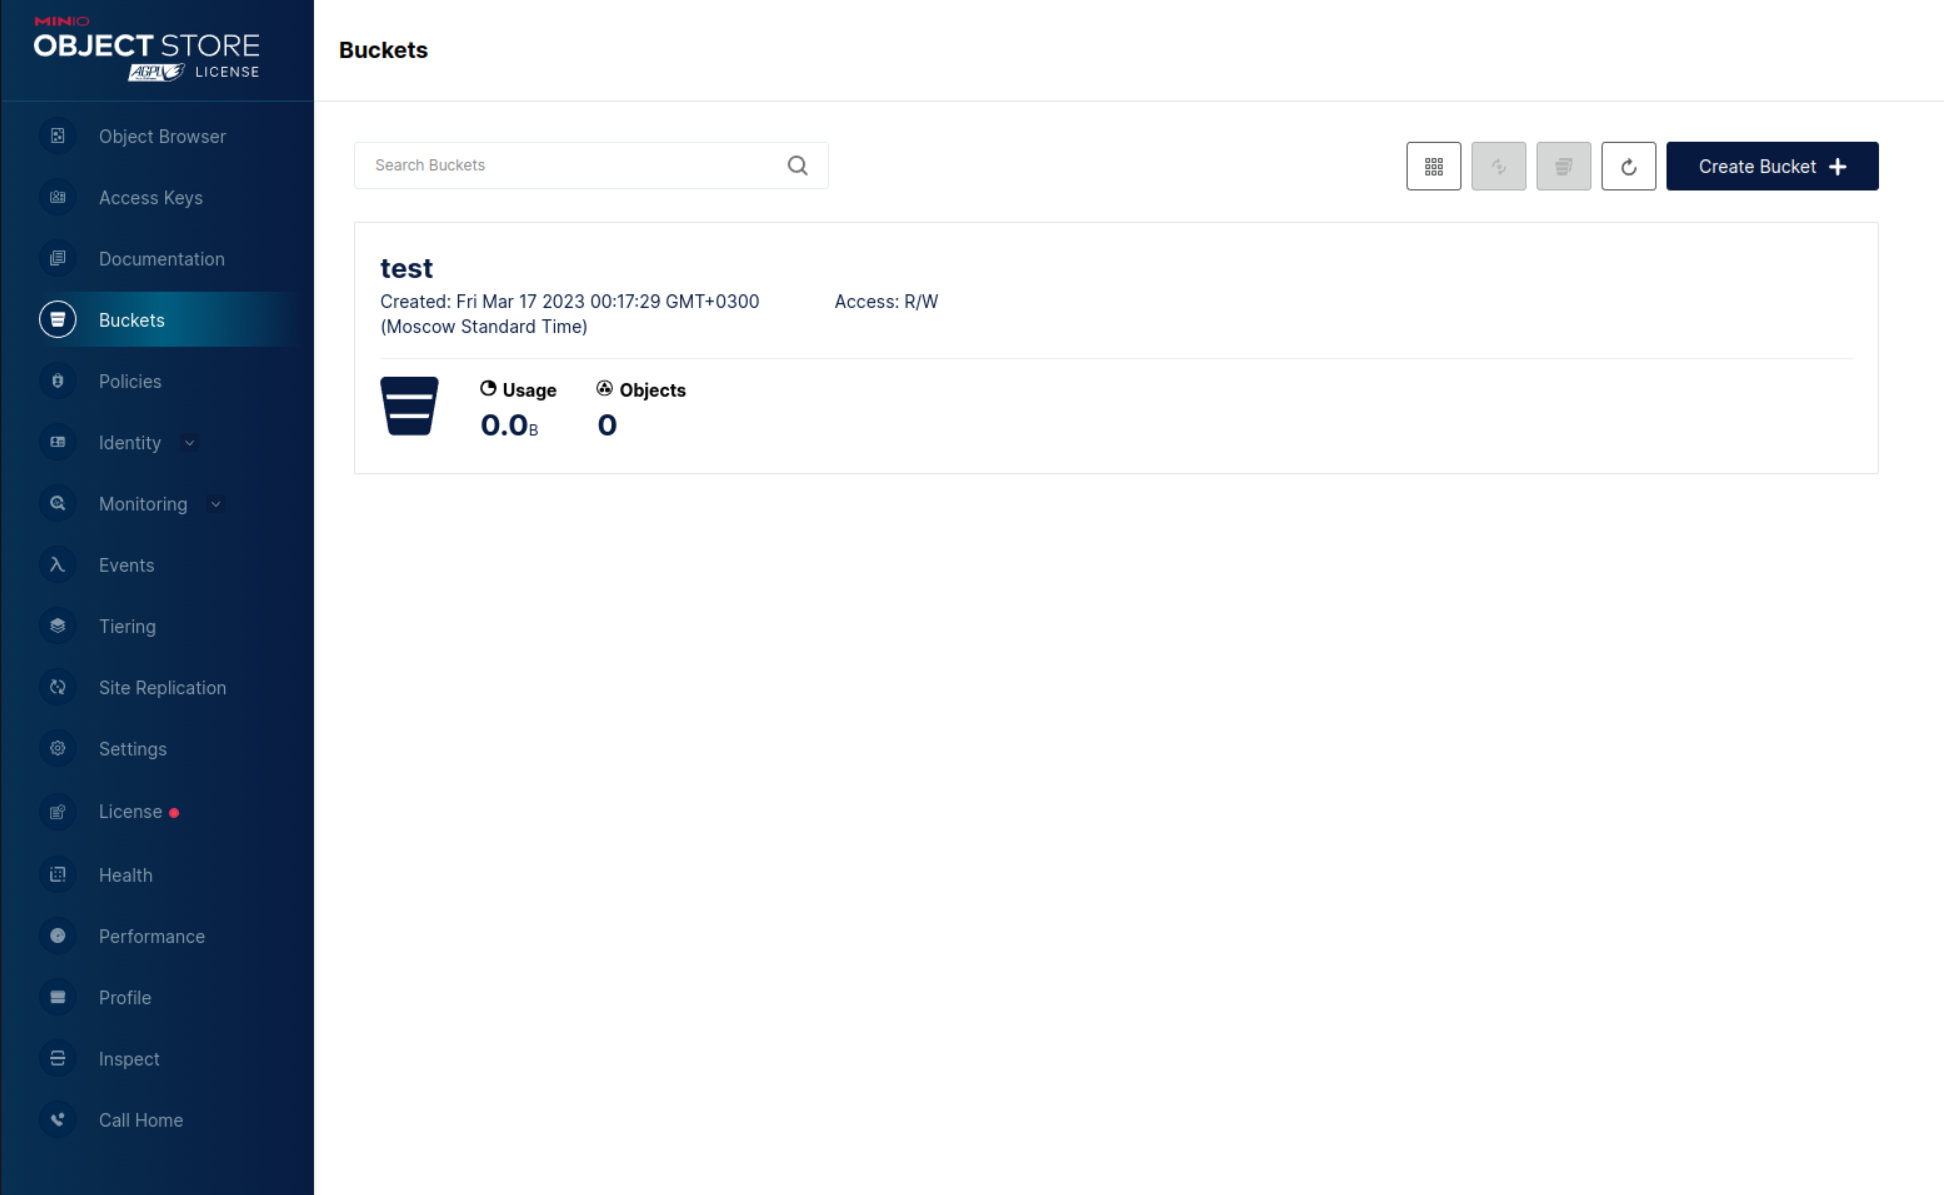 MINIO
OBJECT STORE
AGPLv3 LICENSE
Object Browser
Access Keys
Documentation
Buckets
Policies
Identity
Monitoring
Events
Tiering
Site Replication
Settings
License
Health
Performance
Profile
Inspect
Call Home
Buckets
Search Buckets
Create Bucket
test
Created: Fri Mar 17 2023 00:17:29 GMT+0300
(Moscow Standard Time)
Access: R/W
Usage
0.0B
Objects
0